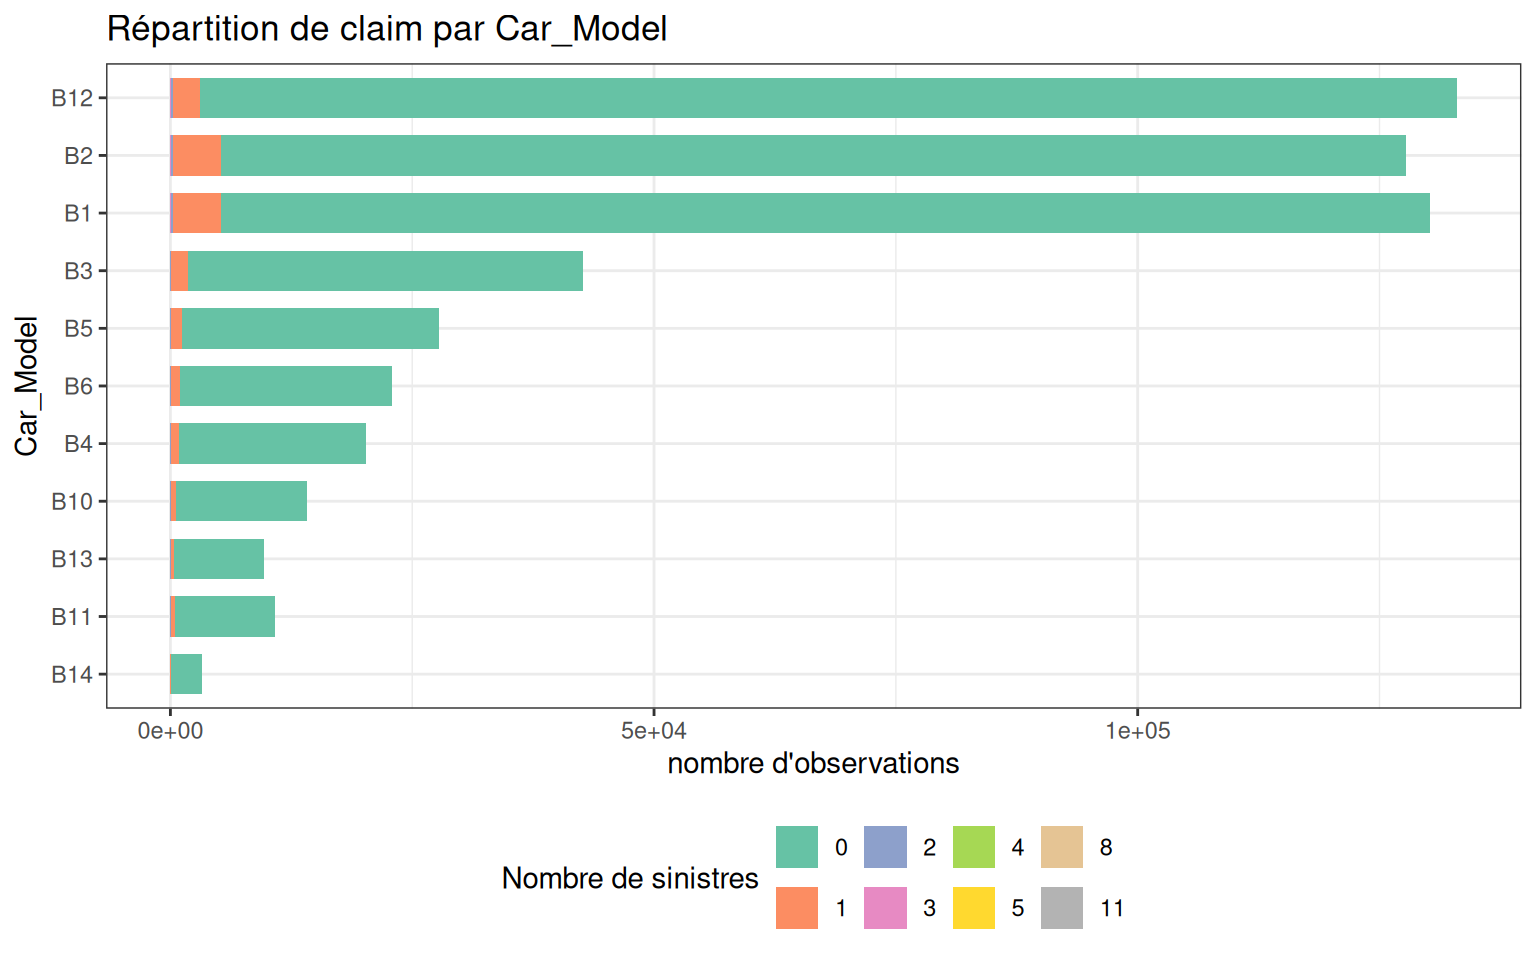 Répartition de claim par Car_Model
Car_Model
B12
B2
B1
B3
B5
B6
B4
B10
B13
B11
B14
0e+00 5e+04 1e+05
nombre d'observations
Nombre de sinistres
0 2 4 8
1 3 5 11